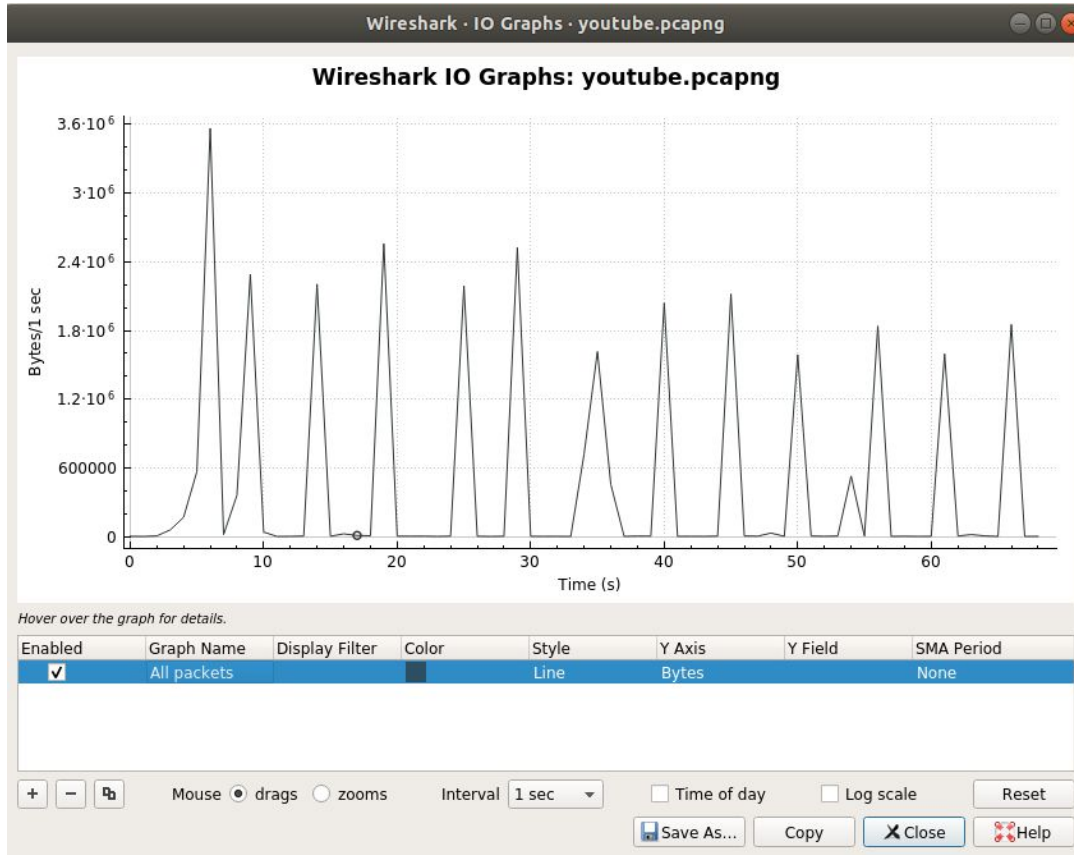 Wireshark · IO Graphs · youtube.pcapng
Wireshark IO Graphs: youtube.pcapng
3.6·10⁶
3·10⁶
2.4·10⁶
1.8·10⁶
1.2·10⁶
600000
0
Bytes/1 sec
0 10 20 30 40 50 60
Time (s)
Hover over the graph for details.
Enabled Graph Name Display Filter Color Style Y Axis Y Field SMA Period
All packets Line Bytes None
+ − Mouse drags zooms Interval 1 sec Time of day Log scale Reset
Save As... Copy Close Help